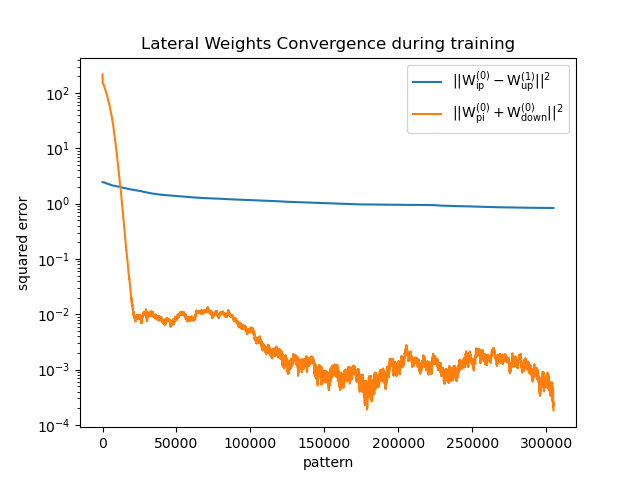 Lateral Weights Convergence during training
||W_ip^(0) − W_up^(1)||^2
||W_pi^(0) + W_down^(0)||^2
squared error
10^2
10^1
10^0
10^−1
10^−2
10^−3
10^−4
0 50000 100000 150000 200000 250000 300000
pattern